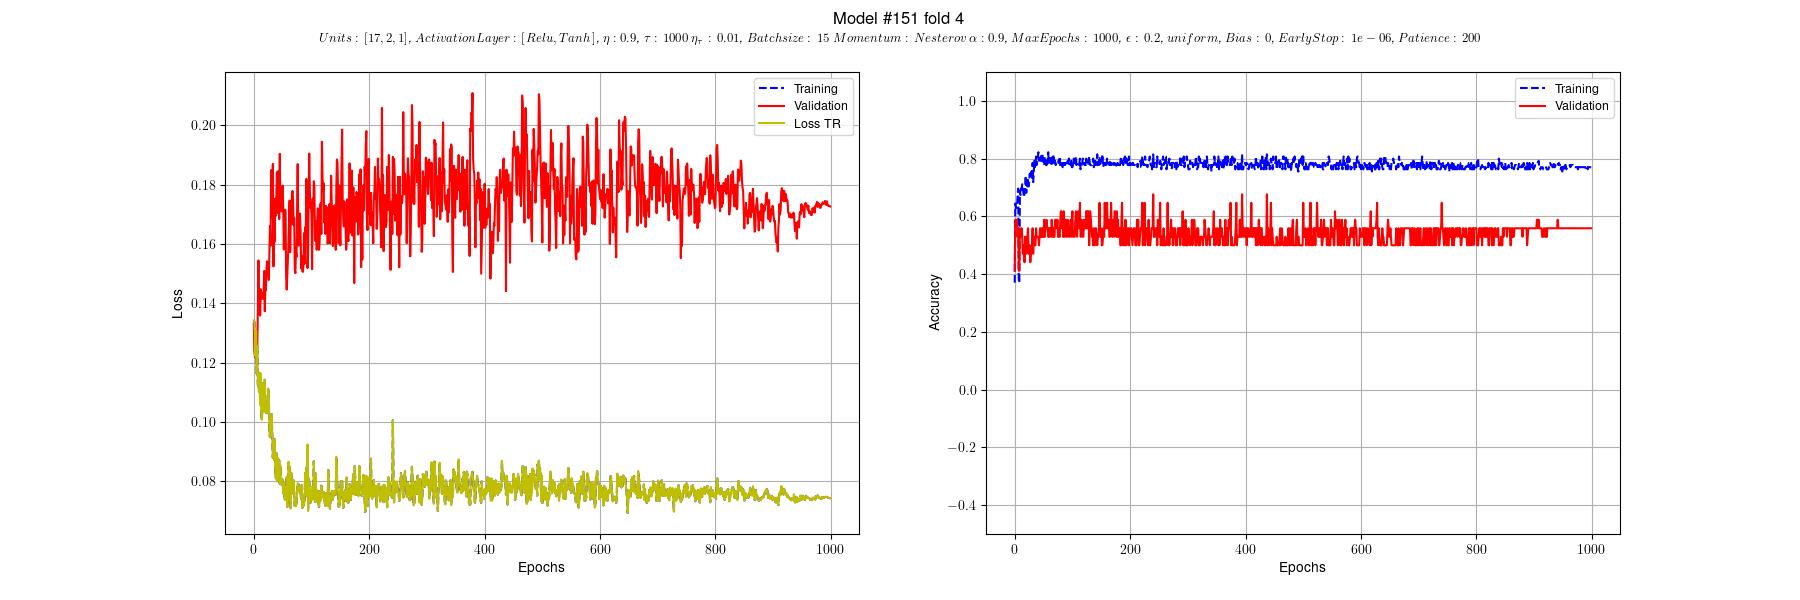 Model #151 fold 4
Units : [17, 2, 1], ActivationLayer : [Relu, Tanh], η : 0.9, τ : 1000 η_τ : 0.01, Batchsize : 15 Momentum : Nesterov α : 0.9, MaxEpochs : 1000, ϵ : 0.2, uniform, Bias : 0, EarlyStop : 1e − 06, Patience : 200
Training
Validation
Loss TR
0.20
0.18
0.16
0.14
0.12
0.10
0.08
Loss
0 200 400 600 800 1000
Epochs
Training
Validation
1.0
0.8
0.6
0.4
0.2
0.0
−0.2
−0.4
Accuracy
0 200 400 600 800 1000
Epochs